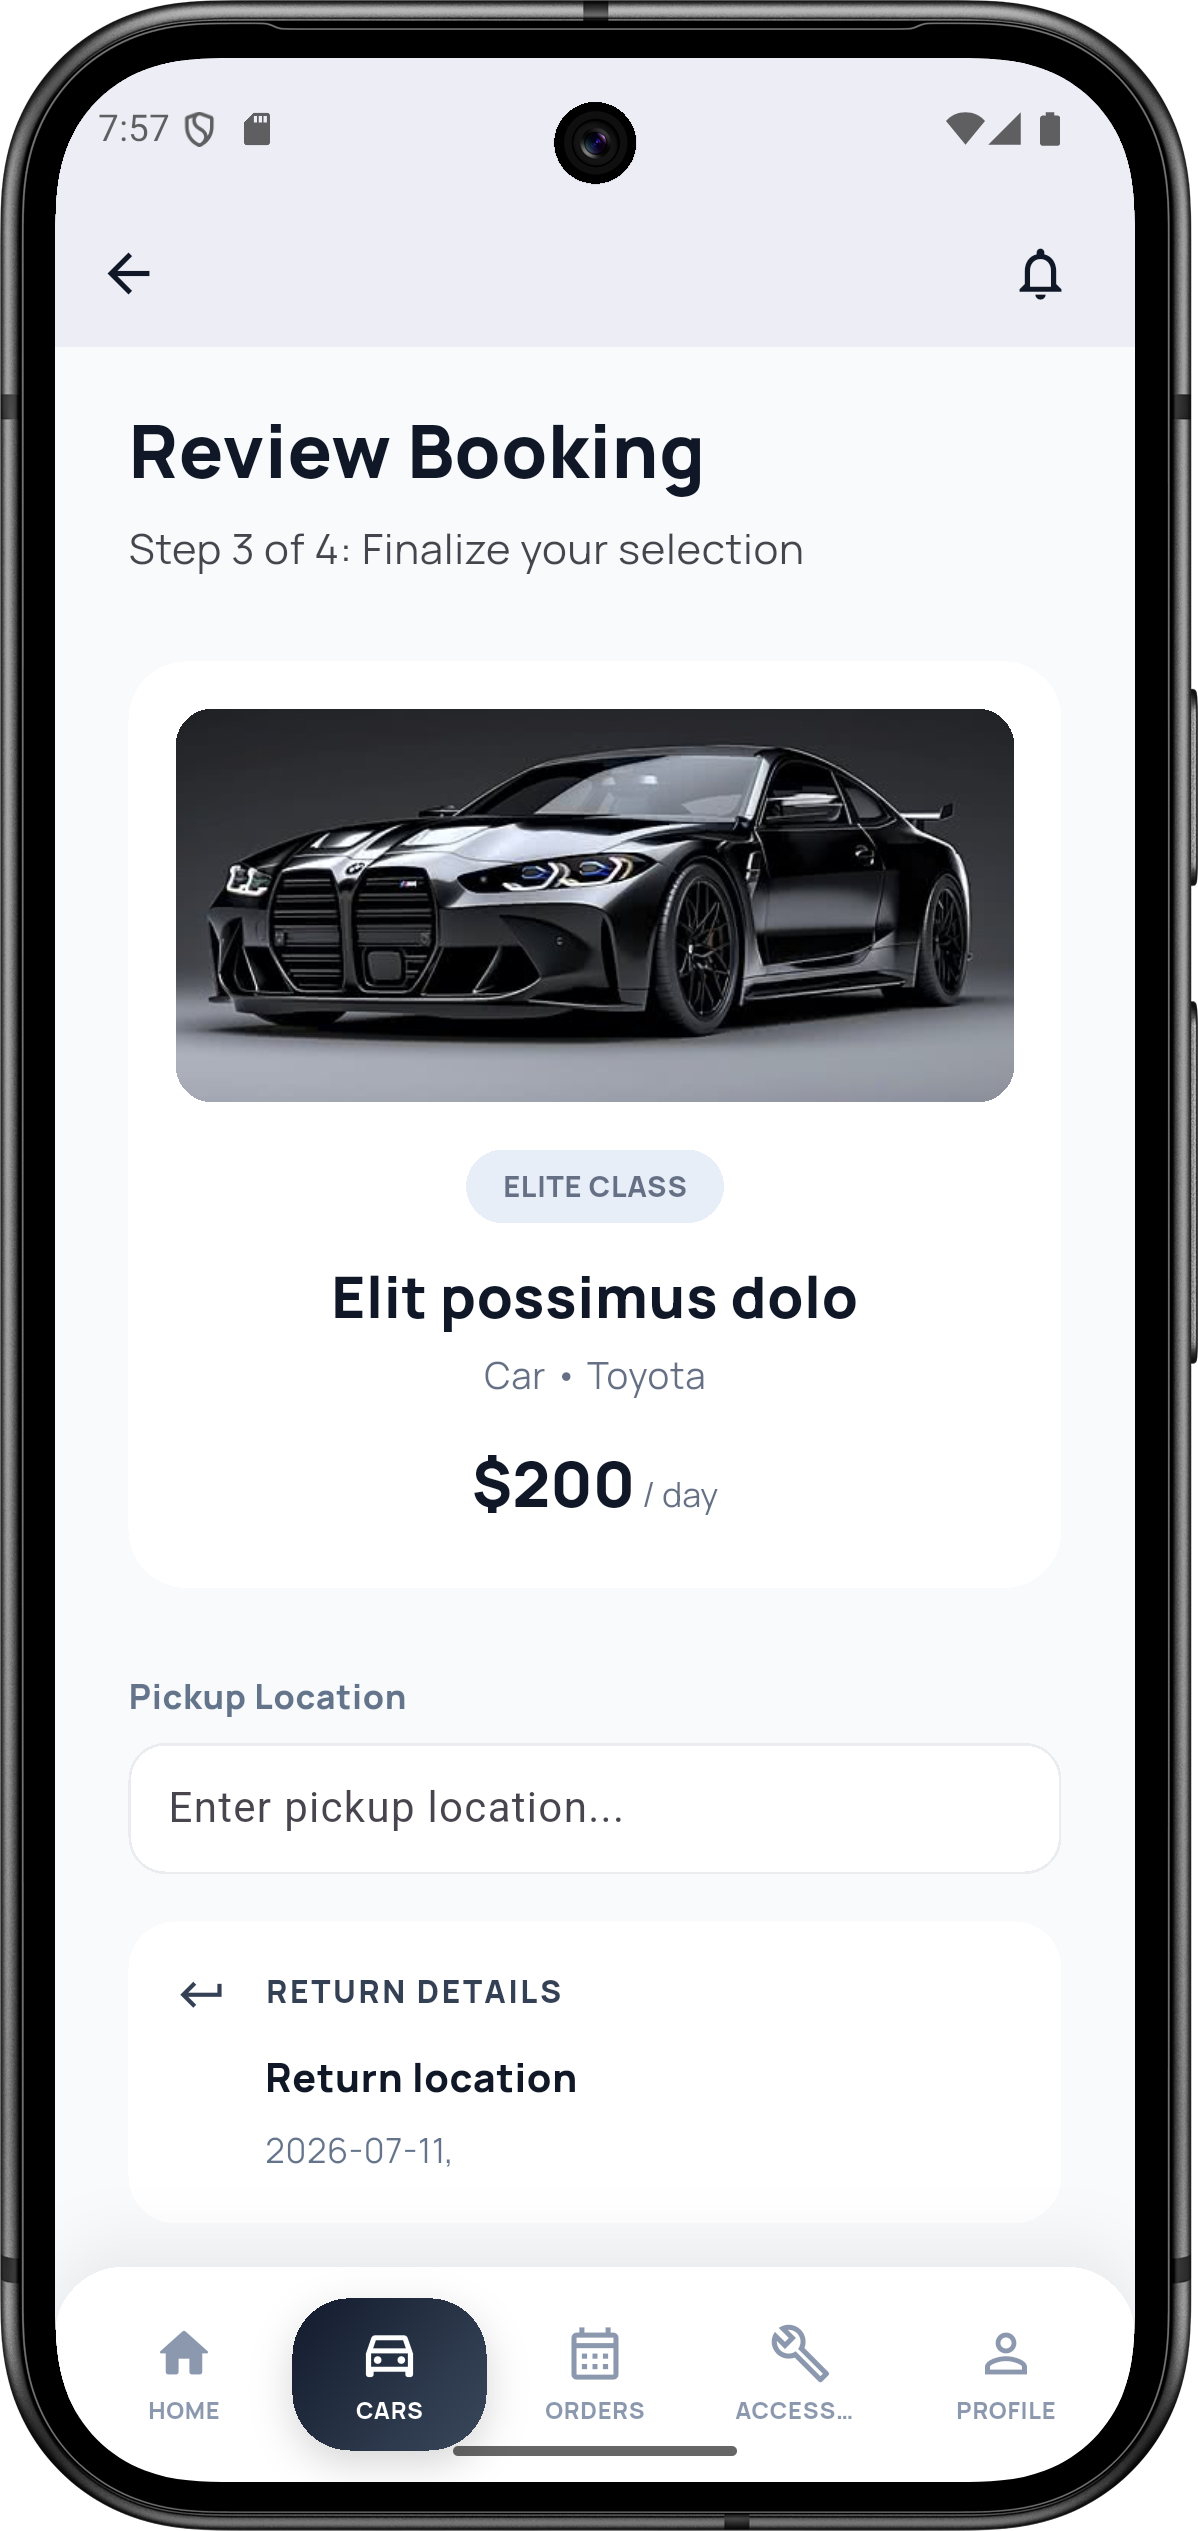 7:57
Review Booking
Step 3 of 4: Finalize your selection
ELITE CLASS
Elit possimus dolo
Car • Toyota
$200 / day
Pickup Location
Enter pickup location...
RETURN DETAILS
Return location
2026-07-11,
HOME
CARS
ORDERS
ACCESS...
PROFILE